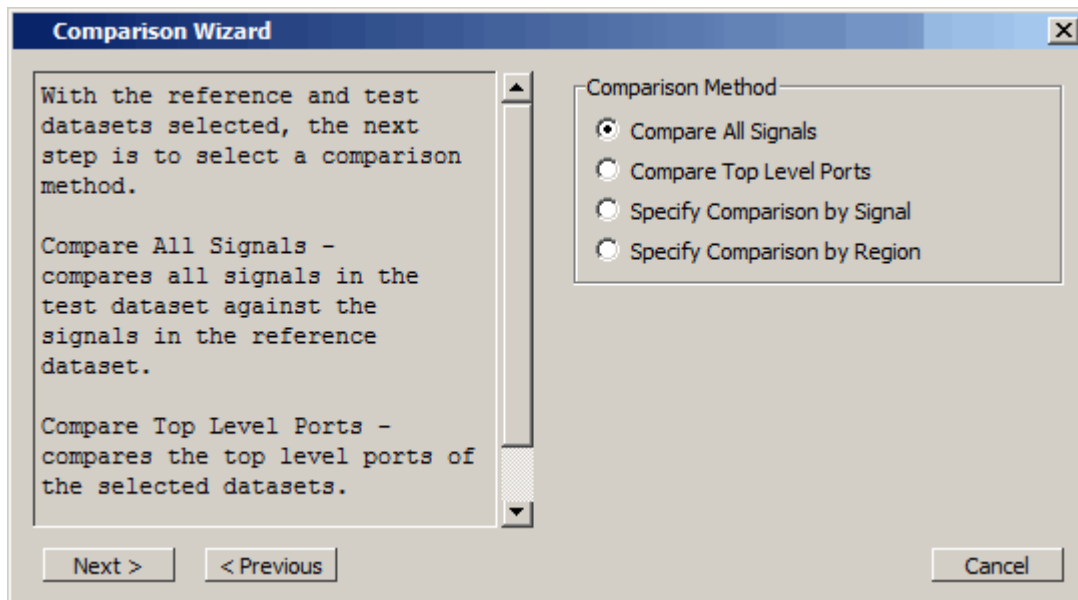 Comparison Wizard
With the reference and test
datasets selected, the next
step is to select a comparison
method.
Compare All Signals -
compares all signals in the
test dataset against the
signals in the reference
dataset.
Compare Top Level Ports -
compares the top level ports of
the selected datasets.
Comparison Method
Compare All Signals
Compare Top Level Ports
Specify Comparison by Signal
Specify Comparison by Region
Next >
< Previous
Cancel